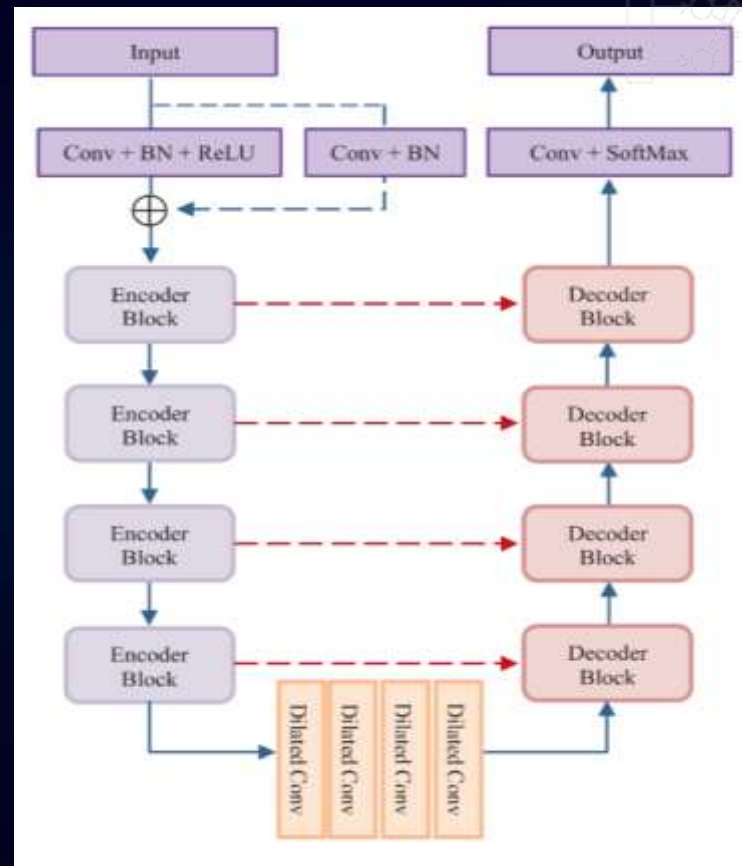 Input
Output
Conv + BN + ReLU
Conv + BN
Conv + SoftMax
Encoder
Block
Decoder
Block
Encoder
Block
Decoder
Block
Encoder
Block
Decoder
Block
Encoder
Block
Decoder
Block
Dilated Conv
Dilated Conv
Dilated Conv
Dilated Conv